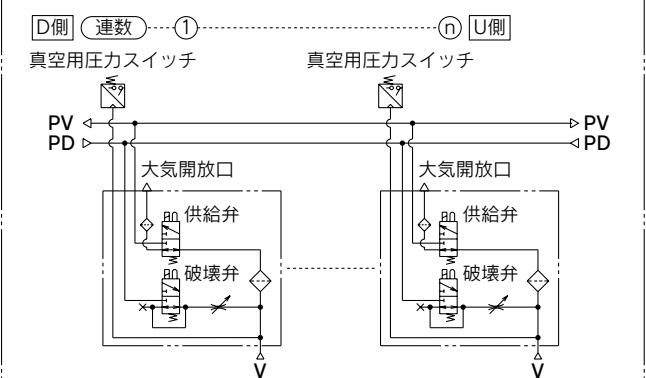 D側 連数 1 n U側
真空用圧力スイッチ 真空用圧力スイッチ
PV PV
PD PD
大気開放口 大気開放口
供給弁 供給弁
破壊弁 破壊弁
V V